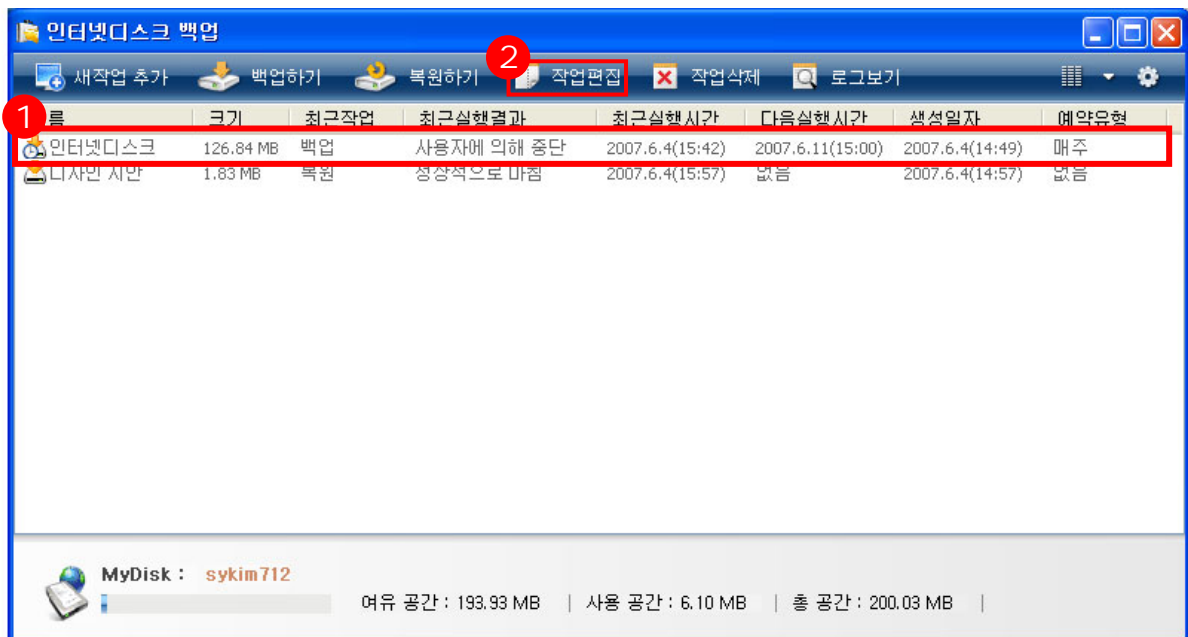 인터넷디스크 백업
새작업 추가 백업하기 복원하기 2 작업편집 작업삭제 로그보기
1 름 크기 최근작업 최근실행결과 최근실행시간 다음실행시간 생성일자 예약유형
인터넷디스크 126.84 MB 백업 사용자에 의해 중단 2007.6.4(15:42) 2007.6.11(15:00) 2007.6.4(14:49) 매주
디자인 시안 1.83 MB 복원 정상적으로 마침 2007.6.4(15:57) 없음 2007.6.4(14:57) 없음
MyDisk : sykim712
여유 공간 : 193.93 MB | 사용 공간 : 6.10 MB | 총 공간 : 200.03 MB |